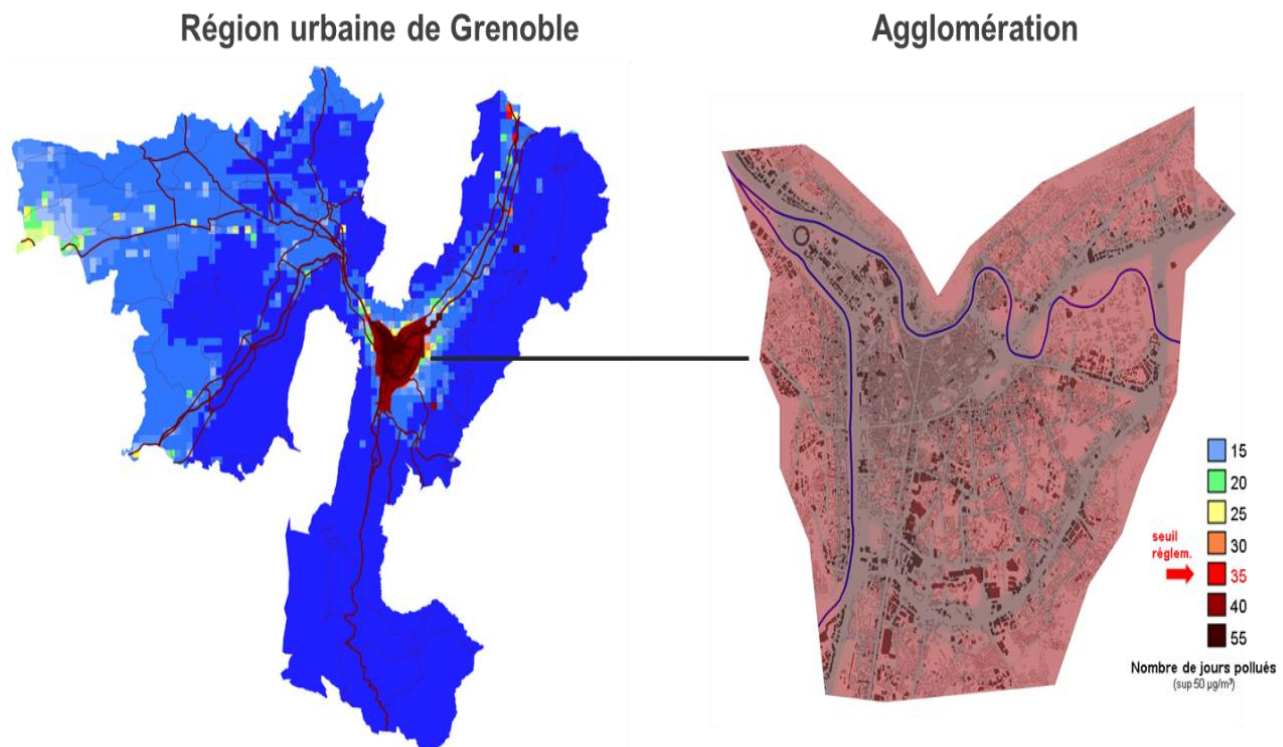 Région urbaine de Grenoble
Agglomération
15
20
25
30
seuil
réglem.
35
40
55
Nombre de jours pollués
(sup 50 µg/m³)